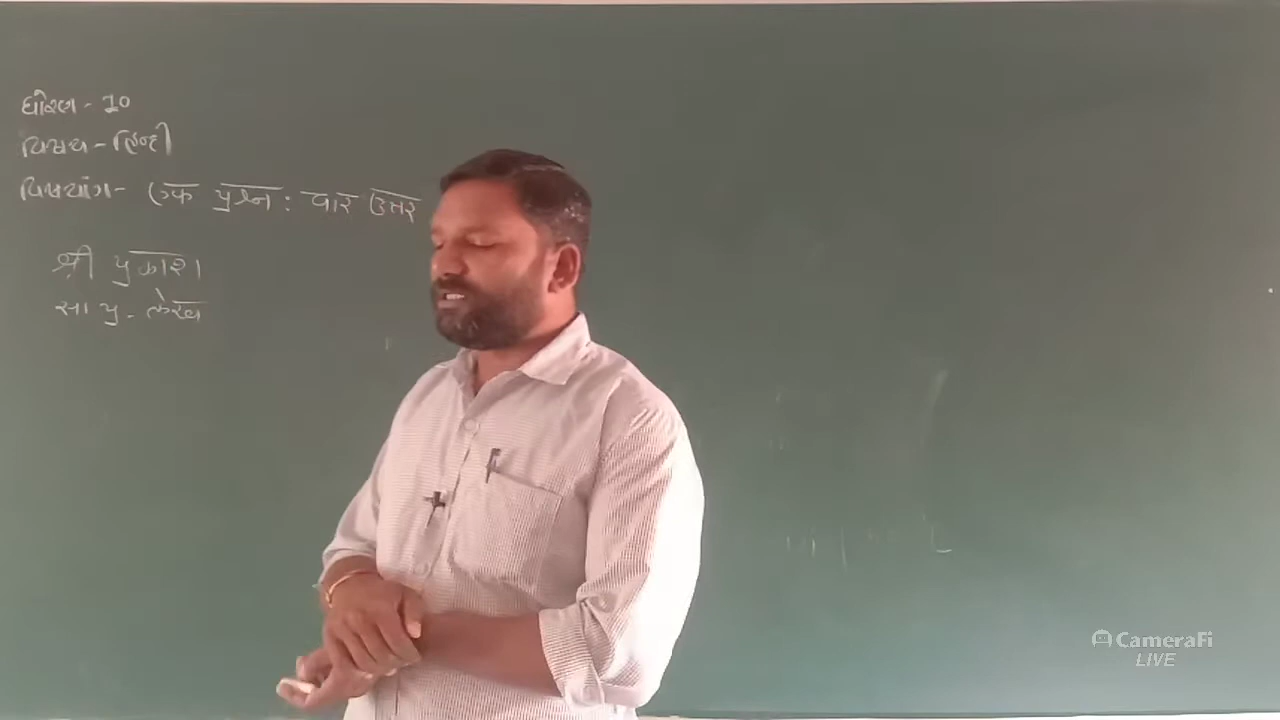 ધોરણ - 10
વિષય - હિન્દી
વિષયાંગ - एक प्रश्न : चार उत्तर
श्री प्रकाश
सा प्र. लेख
CameraFi
LIVE